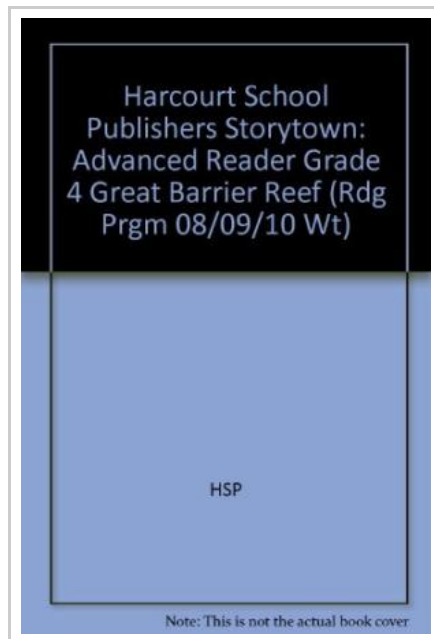 Harcourt School
Publishers Storytown:
Advanced Reader Grade
4 Great Barrier Reef (Rdg
Prgm 08/09/10 Wt)
HSP
Note: This is not the actual book cover